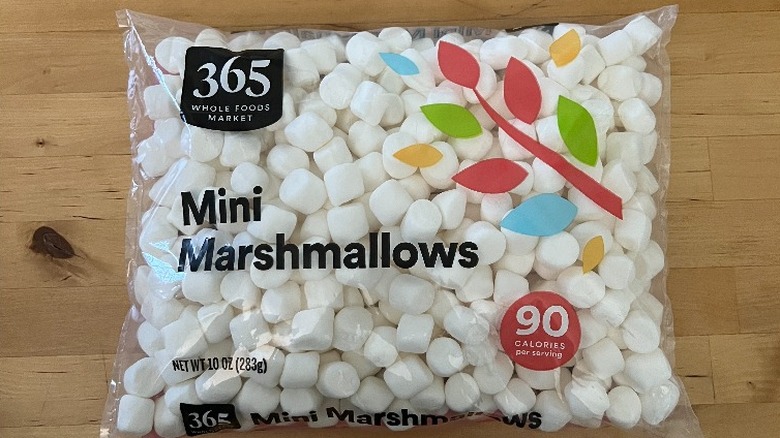 365
WHOLE FOODS
MARKET
Mini
Marshmallows
90
CALORIES
per serving
NET WT 10 OZ (283g)
365
Mini Marshmallows